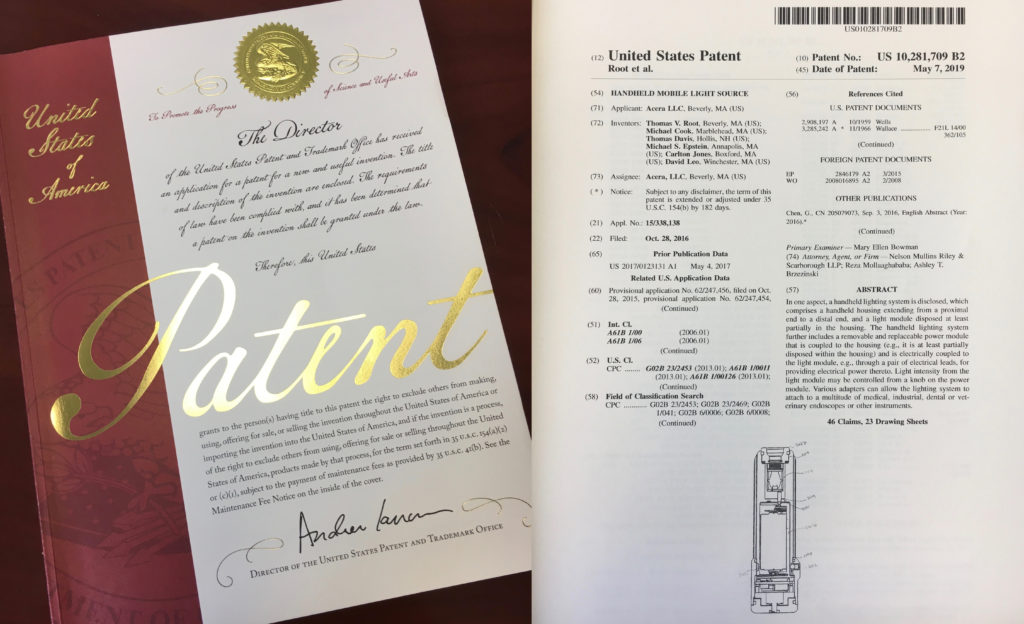 United
States
of
America
To Promote the Progress
of Science and Useful Arts
The Director
of the United States Patent and Trademark Office has received
an application for a patent for a new and useful invention. The title
and description of the invention are enclosed. The requirements
of law have been complied with, and it has been determined that
a patent on the invention shall be granted under the law.
Therefore, this United States
Patent
grants to the person(s) having title to this patent the right to exclude others from making,
using, offering for sale, or selling the invention throughout the United States of America or
importing the invention into the United States of America, and if the invention is a process,
of the right to exclude others from using, offering for sale or selling throughout the United
States of America, products made by that process, for the term set forth in 35 U.S.C. 154(a)(2)
or (c)(1), subject to the payment of maintenance fees as provided by 35 U.S.C. 41(b). See the
Maintenance Fee Notice on the inside of the cover.
Andrei Iancu
DIRECTOR OF THE UNITED STATES PATENT AND TRADEMARK OFFICE
US010281709B2
(12) United States Patent
Root et al.
(10) Patent No.: US 10,281,709 B2
(45) Date of Patent: May 7, 2019
(54) HANDHELD MOBILE LIGHT SOURCE
(71) Applicant: Acera LLC, Beverly, MA (US)
(72) Inventors: Thomas V. Root, Beverly, MA (US);
Michael Cook, Marblehead, MA (US);
Thomas Davis, Hollis, NH (US);
Michael S. Epstein, Annapolis, MA
(US); Carlton Jones, Boxford, MA
(US); David Leo, Winchester, MA (US)
(73) Assignee: Acera, LLC, Beverly, MA (US)
( * ) Notice: Subject to any disclaimer, the term of this
patent is extended or adjusted under 35
U.S.C. 154(b) by 182 days.
(21) Appl. No.: 15/338,138
(22) Filed: Oct. 28, 2016
(65) Prior Publication Data
US 2017/0123131 A1 May 4, 2017
Related U.S. Application Data
(60) Provisional application No. 62/247,456, filed on Oct.
28, 2015, provisional application No. 62/247,454,
(Continued)
(51) Int. Cl.
A61B 1/00 (2006.01)
A61B 1/06 (2006.01)
(Continued)
(52) U.S. Cl.
CPC ........ G02B 23/2453 (2013.01); A61B 1/0011
(2013.01); A61B 1/00126 (2013.01);
(Continued)
(58) Field of Classification Search
CPC .......... G02B 23/2453; G02B 23/2469; G02B
1/041; G02B 6/0006; G02B 6/0008;
(Continued)
(56) References Cited
U.S. PATENT DOCUMENTS
2,908,197 A 10/1959 Wells
3,285,242 A * 11/1966 Wallace .................. F21L 14/00
362/105
(Continued)
FOREIGN PATENT DOCUMENTS
EP 2846179 A2 3/2015
WO 2008016895 A2 2/2008
OTHER PUBLICATIONS
Chen, G., CN 205079073, Sep. 3, 2016, English Abstract (Year:
2016).*
(Continued)
Primary Examiner — Mary Ellen Bowman
(74) Attorney, Agent, or Firm — Nelson Mullins Riley &
Scarborough LLP; Reza Mollaaghababa; Ashley T.
Brzezinski
(57) ABSTRACT
In one aspect, a handheld lighting system is disclosed, which
comprises a handheld housing extending from a proximal
end to a distal end, and a light module disposed at least
partially in the housing. The handheld lighting system
further includes a removable and replaceable power module
that is coupled to the housing (e.g., it is at least partially
disposed within the housing) and is electrically coupled to
the light module, e.g., through a pair of electrical leads, for
providing electrical power thereto. Light intensity from the
light module may be controlled from a knob on the power
module. Various adapters can allow the lighting system to
attach to a multitude of medical, industrial, dental or vet-
erinary endoscopes or other instruments.
46 Claims, 23 Drawing Sheets